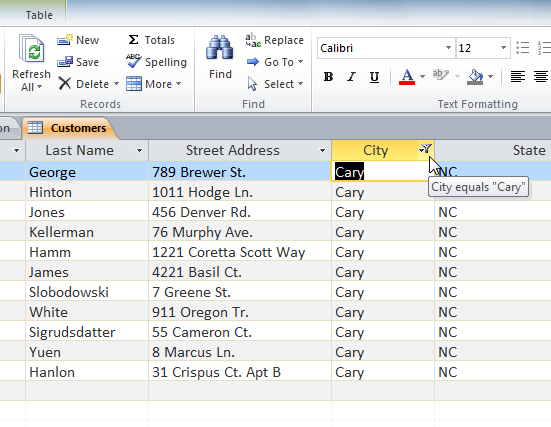 Table
New
Save
Delete
Refresh
All
Records
Totals
Spelling
ABC
More
Find
ab
ac
Replace
Go To
Select
Find
Calibri
12
B I U A
Text Formatting
on
Customers
Last Name Street Address City State
George 789 Brewer St. Cary NC
City equals "Cary"
Hinton 1011 Hodge Ln. Cary
Jones 456 Denver Rd. Cary NC
Kellerman 76 Murphy Ave. Cary NC
Hamm 1221 Coretta Scott Way Cary NC
James 4221 Basil Ct. Cary NC
Slobodowski 7 Greene St. Cary NC
White 911 Oregon Tr. Cary NC
Sigrudsdatter 55 Cameron Ct. Cary NC
Yuen 8 Marcus Ln. Cary NC
Hanlon 31 Crispus Ct. Apt B Cary NC